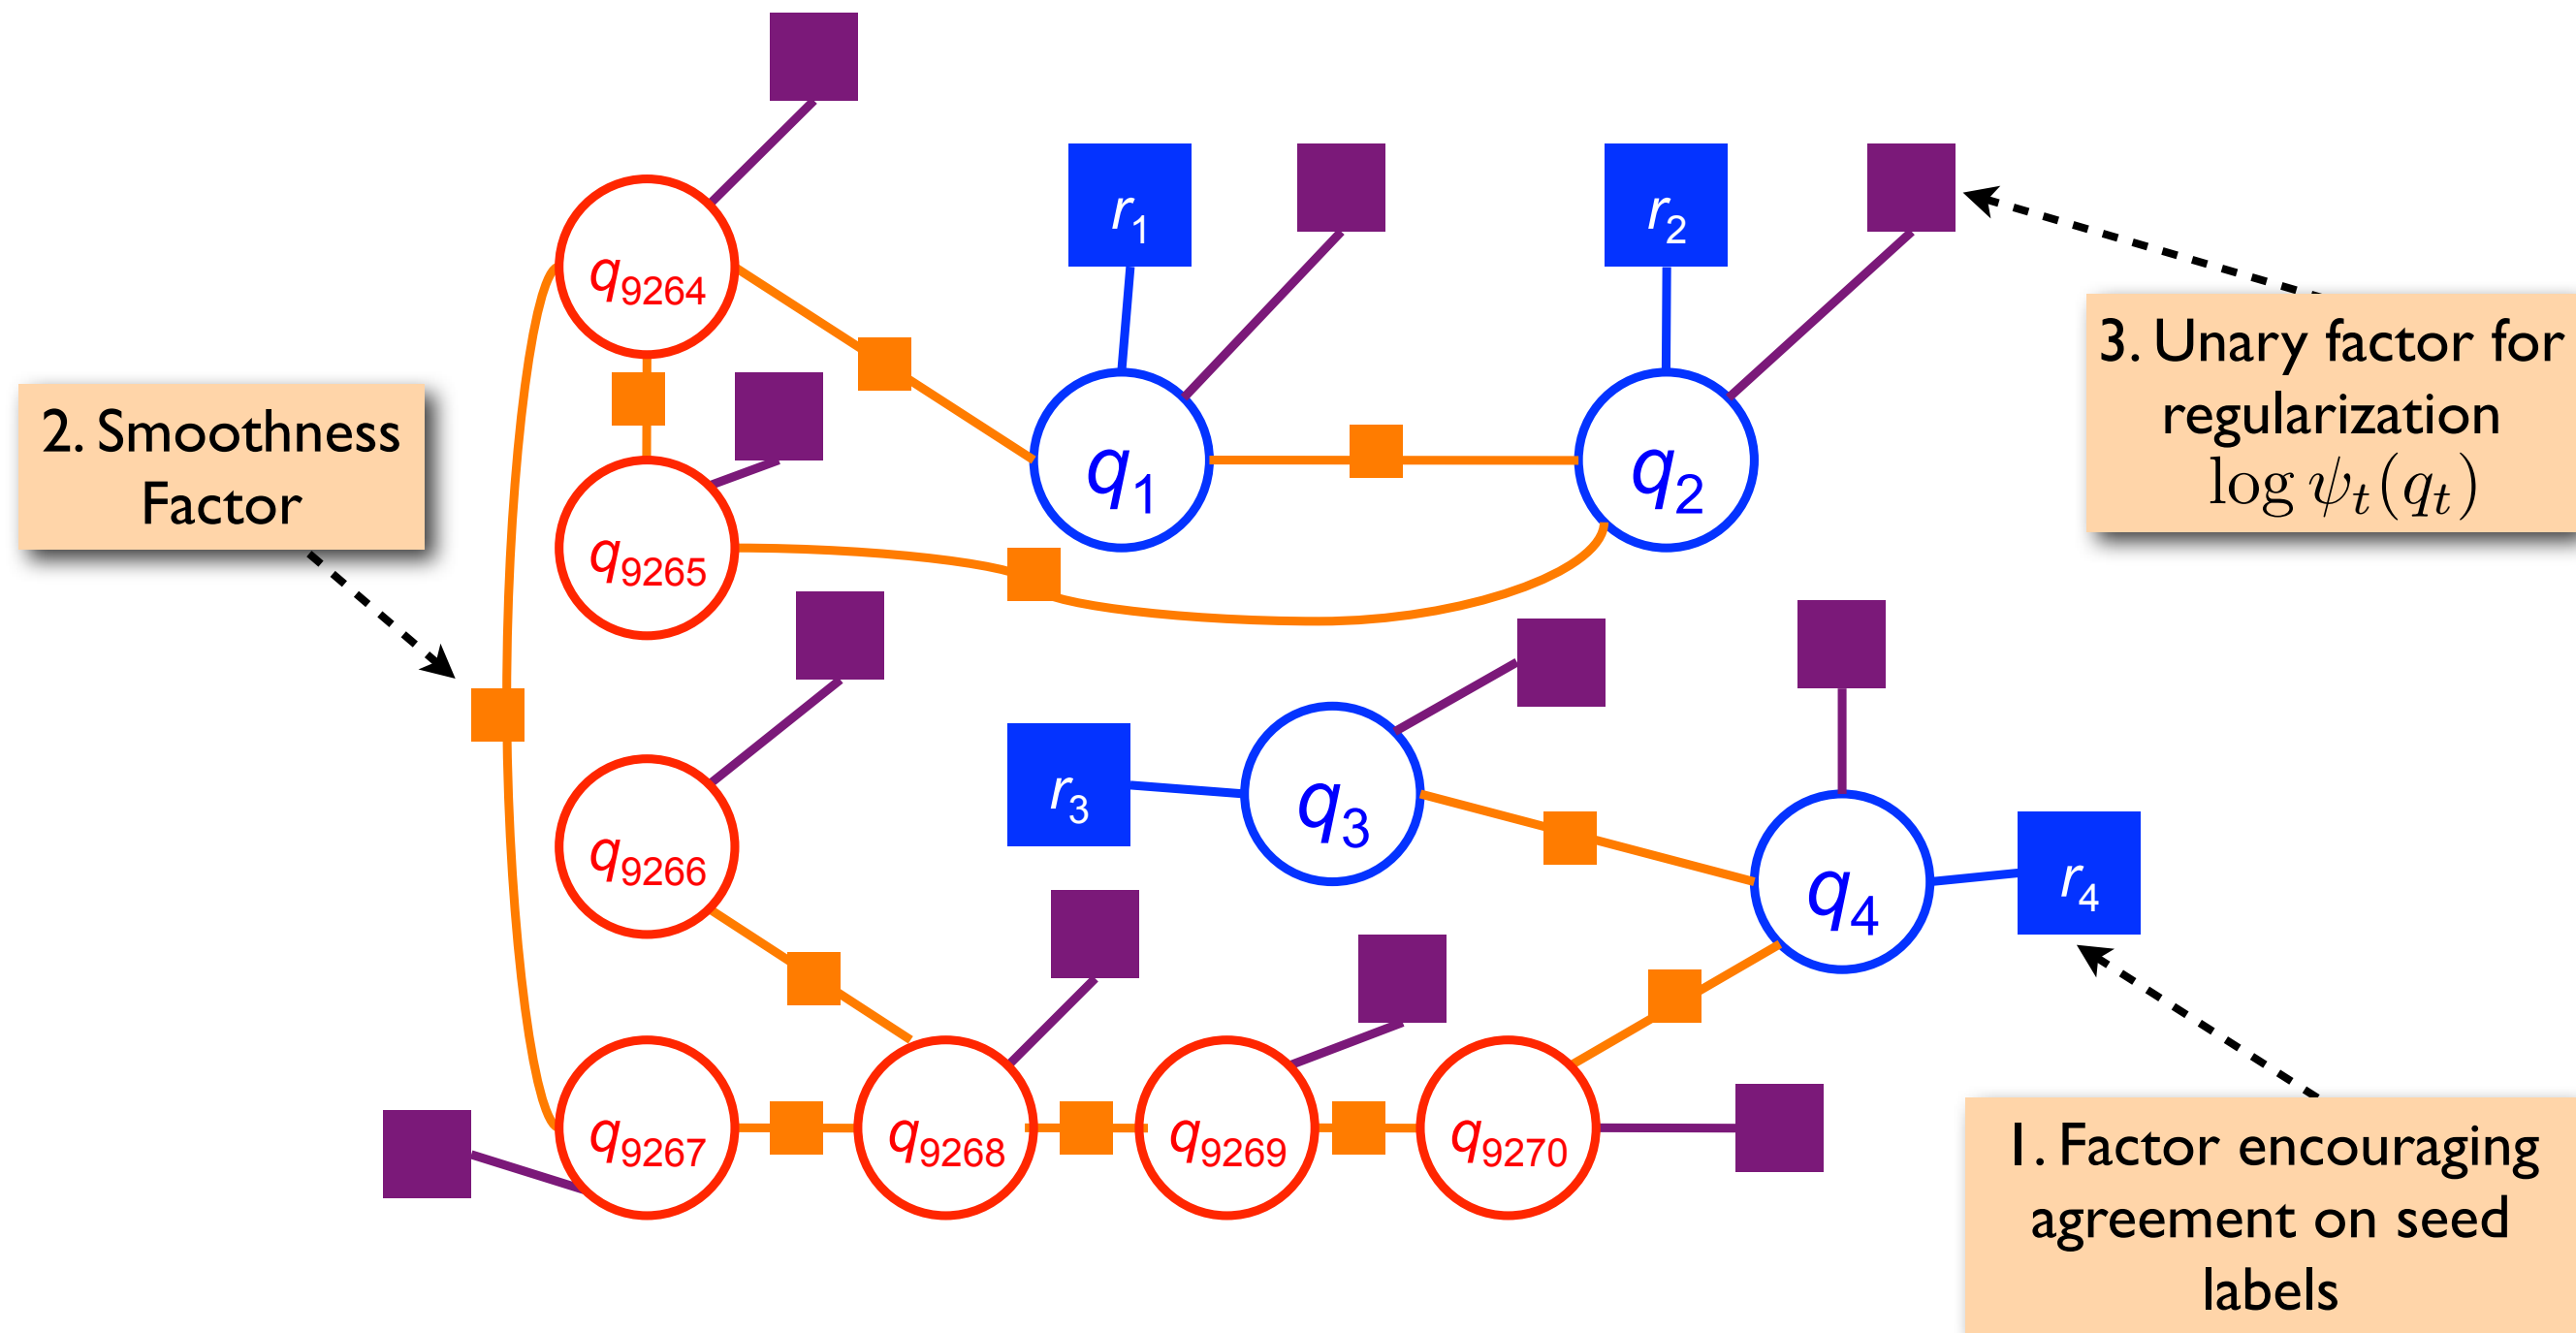 r1
r2
q9264
3. Unary factor for
regularization
log ψt(qt)
2. Smoothness
Factor
q1
q2
q9265
r3
q3
q9266
q4
r4
q9267
q9268
q9269
q9270
1. Factor encouraging
agreement on seed
labels